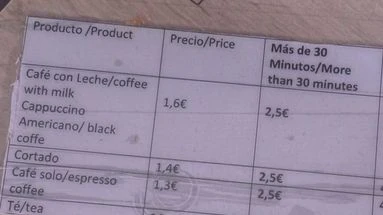 Producto /Product
Precio/Price
Más de 30
Minutos/More
than 30 minutes
Café con Leche/coffee
with milk
Cappuccino
Americano/ black
coffe
1,6€
2,5€
Cortado
1,4€
2,5€
Café solo/espresso
coffee
1,3€
2,5€
Té/tea